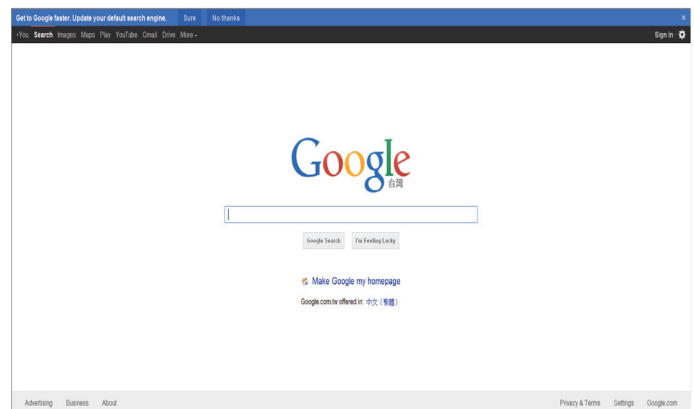 Get to Google faster. Update your default search engine. Sure No thanks ×
+You Search Images Maps Play YouTube Gmail Drive More Sign in
Google
台灣
Google Search I'm Feeling Lucky
Make Google my homepage
Google.com.tw offered in: 中文（繁體）
Advertising Business About Privacy & Terms Settings Google.com